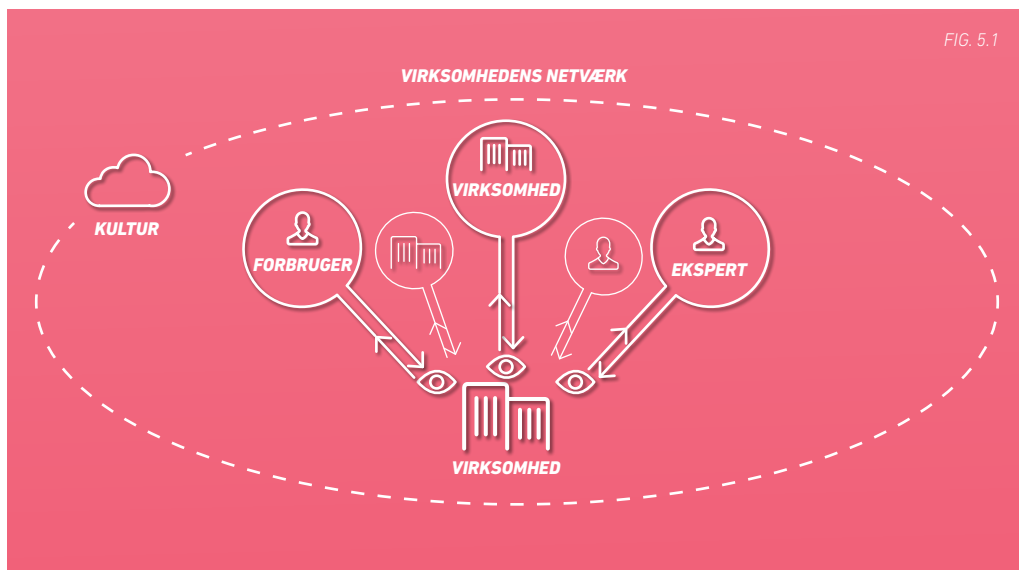 FIG. 5.1
VIRKSOMHEDENS NETVÆRK
KULTUR
VIRKSOMHED
FORBRUGER
EKSPERT
VIRKSOMHED